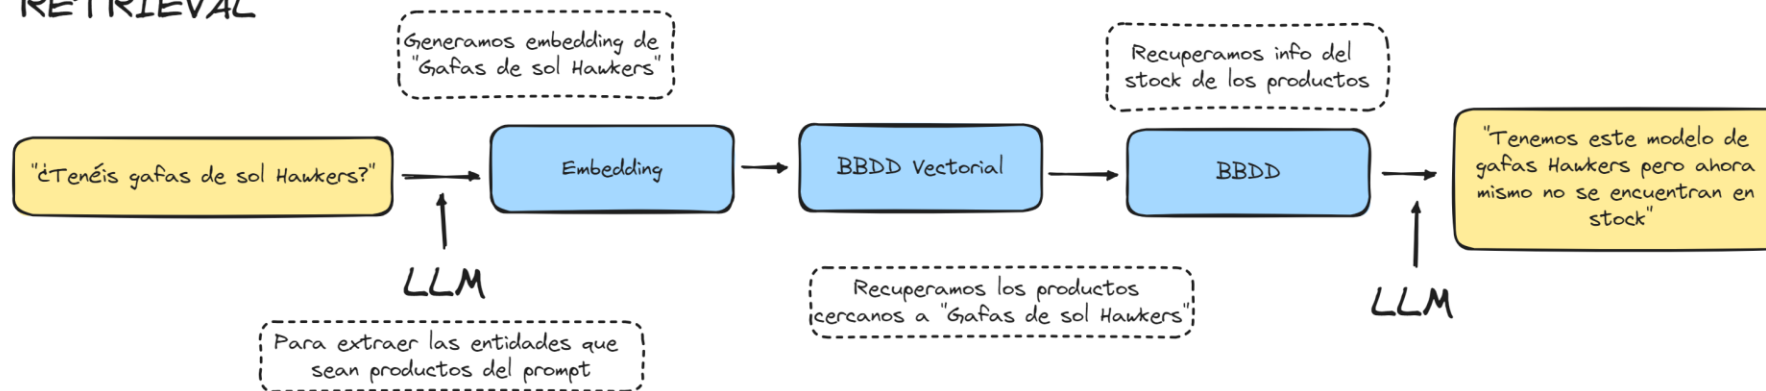 RETRIEVAL
Generamos embedding de
"Gafas de sol Hawkers"
Recuperamos info del
stock de los productos
"¿Tenéis gafas de sol Hawkers?"
Embedding
BBDD Vectorial
BBDD
"Tenemos este modelo de
gafas Hawkers pero ahora
mismo no se encuentran en
stock"
LLM
Para extraer las entidades que
sean productos del prompt
Recuperamos los productos
cercanos a "Gafas de sol Hawkers"
LLM